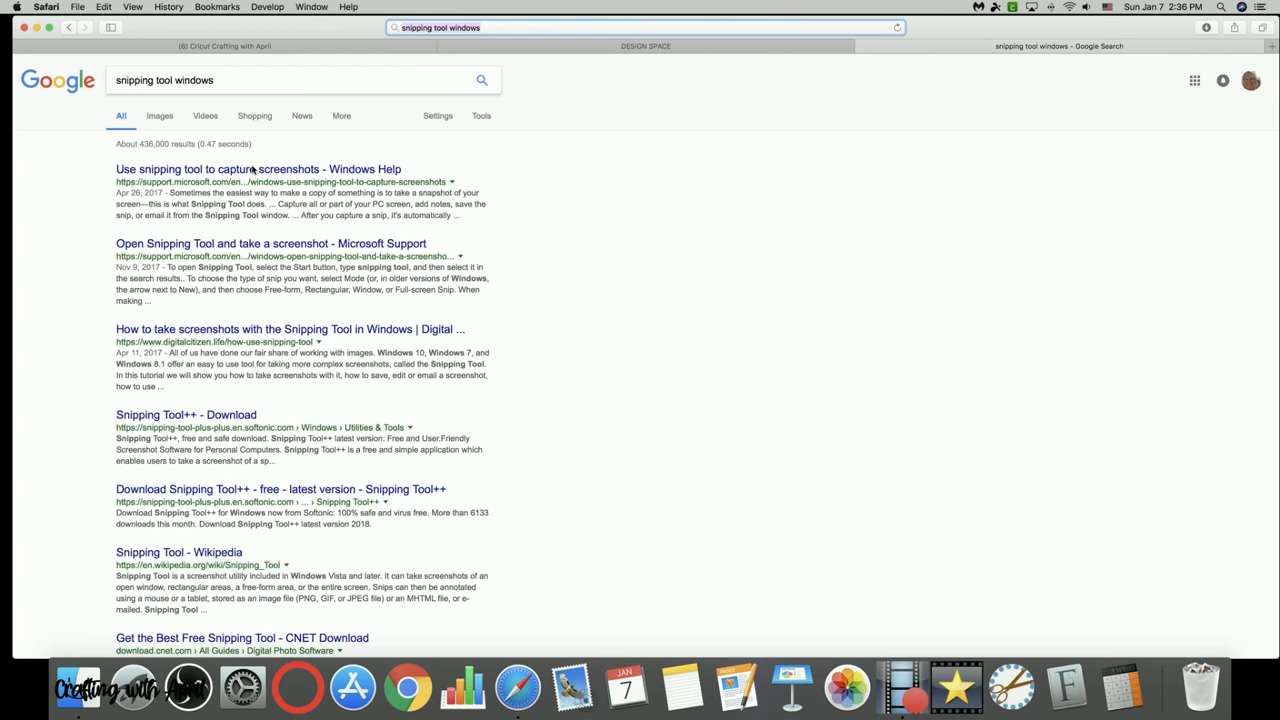 Safari File Edit View History Bookmarks Develop Window Help Sun Jan 7 2:36 PM
snipping tool windows
(6) Cricut Crafting with April DESIGN SPACE snipping tool windows - Google Search
Google snipping tool windows
All Images Videos Shopping News More Settings Tools
About 436,000 results (0.47 seconds)
Use snipping tool to capture screenshots - Windows Help
https://support.microsoft.com/en.../windows-use-snipping-tool-to-capture-screenshots
Apr 26, 2017 - Sometimes the easiest way to make a copy of something is to take a snapshot of your
screen—this is what Snipping Tool does. ... Capture all or part of your PC screen, add notes, save the
snip, or email it from the Snipping Tool window. ... After you capture a snip, it's automatically ...
Open Snipping Tool and take a screenshot - Microsoft Support
https://support.microsoft.com/en.../windows-open-snipping-tool-and-take-a-screensho...
Nov 9, 2017 - To open Snipping Tool, select the Start button, type snipping tool, and then select it in
the search results.. To choose the type of snip you want, select Mode (or, in older versions of Windows,
the arrow next to New), and then choose Free-form, Rectangular, Window, or Full-screen Snip. When
making ...
How to take screenshots with the Snipping Tool in Windows | Digital ...
https://www.digitalcitizen.life/how-use-snipping-tool
Apr 11, 2017 - All of us have done our fair share of working with images. Windows 10, Windows 7, and
Windows 8.1 offer an easy to use tool for taking more complex screenshots, called the Snipping Tool.
In this tutorial we will show you how to take screenshots with it, how to save, edit or email a screenshot,
how to use ...
Snipping Tool++ - Download
https://snipping-tool-plus-plus.en.softonic.com › Windows › Utilities & Tools
Snipping Tool++, free and safe download. Snipping Tool++ latest version: Free and User.Friendly
Screenshot Software for Personal Computers. Snipping Tool++ is a free and simple application which
enables users to take a screenshot of a sp...
Download Snipping Tool++ - free - latest version - Snipping Tool++
https://snipping-tool-plus-plus.en.softonic.com › ... › Snipping Tool++
Download Snipping Tool++ for Windows now from Softonic: 100% safe and virus free. More than 6133
downloads this month. Download Snipping Tool++ latest version 2018.
Snipping Tool - Wikipedia
https://en.wikipedia.org/wiki/Snipping_Tool
Snipping Tool is a screenshot utility included in Windows Vista and later. It can take screenshots of an
open window, rectangular areas, a free-form area, or the entire screen. Snips can then be annotated
using a mouse or a tablet, stored as an image file (PNG, GIF, or JPEG file) or an MHTML file, or e-
mailed. Snipping Tool ...
Get the Best Free Snipping Tool - CNET Download
download.cnet.com › All Guides › Digital Photo Software
Crafting with April
JAN
7
F